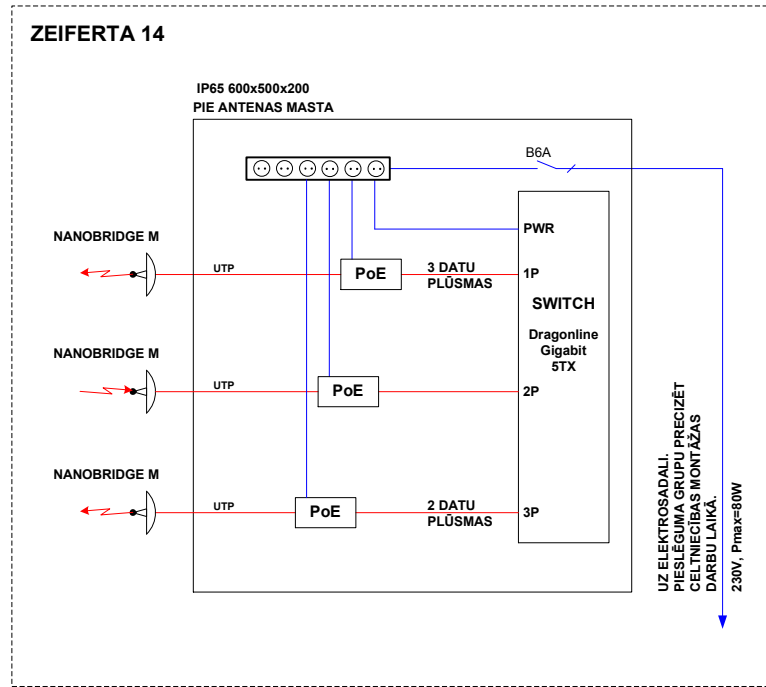 ZEIFERTA 14
IP65 600x500x200
PIE ANTENAS MASTA
B6A
PWR
NANOBRIDGE M
UTP
PoE
3 DATU
PLŪSMAS
1P
SWITCH
Dragonline
Gigabit
5TX
NANOBRIDGE M
UTP
PoE
2P
NANOBRIDGE M
UTP
PoE
2 DATU
PLŪSMAS
3P
UZ ELEKTROSADALI.
PIESLĒGUMA GRUPU PRECIZĒT
CELTNIECĪBAS MONTĀŽAS
DARBU LAIKĀ.
230V, Pmax=80W